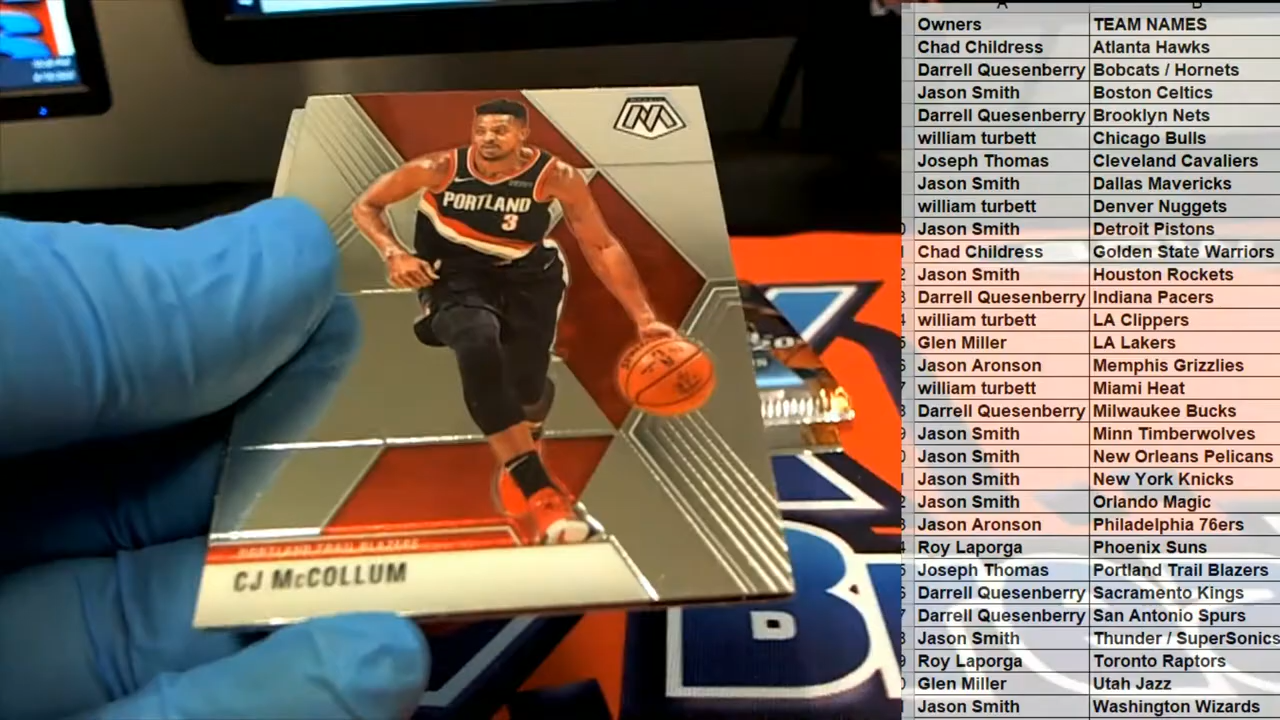 PORTLAND
3
PORTLAND TRAIL BLAZERS
CJ McCOLLUM
A B
Owners TEAM NAMES
Chad Childress Atlanta Hawks
Darrell Quesenberry Bobcats / Hornets
Jason Smith Boston Celtics
Darrell Quesenberry Brooklyn Nets
william turbett Chicago Bulls
Joseph Thomas Cleveland Cavaliers
Jason Smith Dallas Mavericks
william turbett Denver Nuggets
Jason Smith Detroit Pistons
Chad Childress Golden State Warriors
Jason Smith Houston Rockets
Darrell Quesenberry Indiana Pacers
william turbett LA Clippers
Glen Miller LA Lakers
Jason Aronson Memphis Grizzlies
william turbett Miami Heat
Darrell Quesenberry Milwaukee Bucks
Jason Smith Minn Timberwolves
Jason Smith New Orleans Pelicans
Jason Smith New York Knicks
Jason Smith Orlando Magic
Jason Aronson Philadelphia 76ers
Roy Laporga Phoenix Suns
Joseph Thomas Portland Trail Blazers
Darrell Quesenberry Sacramento Kings
Darrell Quesenberry San Antonio Spurs
Jason Smith Thunder / SuperSonics
Roy Laporga Toronto Raptors
Glen Miller Utah Jazz
Jason Smith Washington Wizards